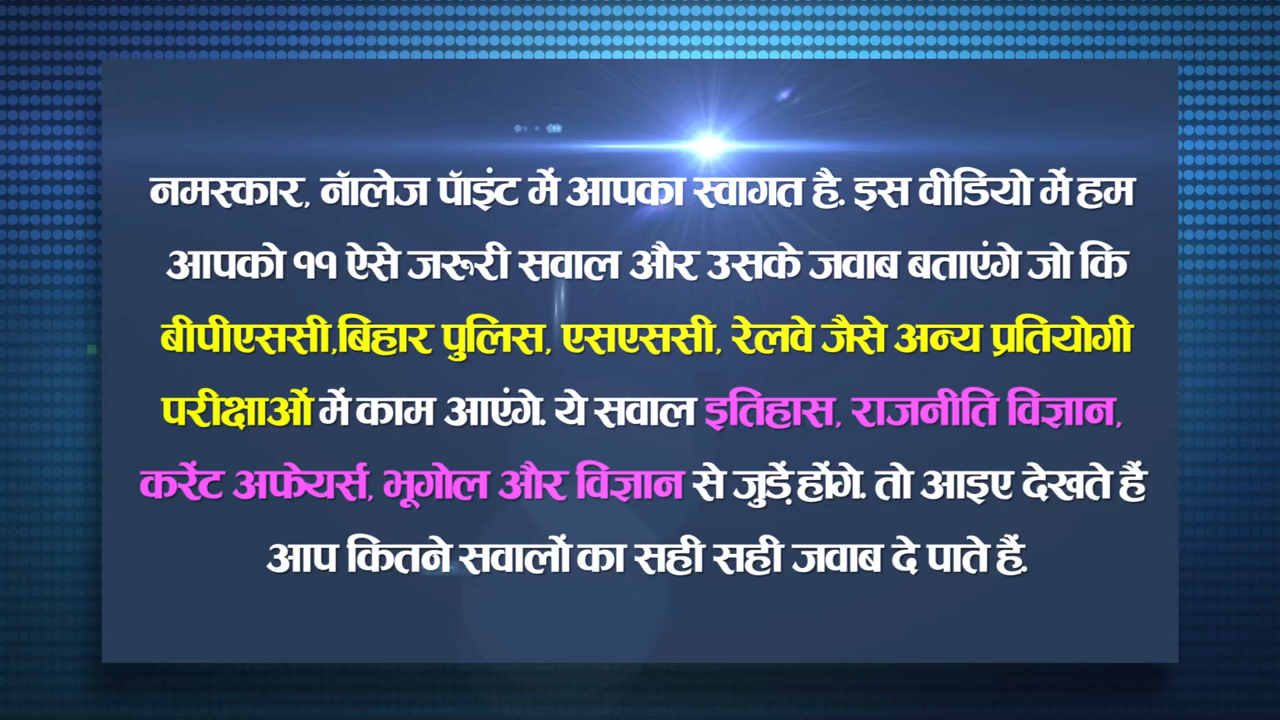 नमस्कार, नॉलेज पॉइंट में आपका स्वागत है. इस वीडियो में हम
आपको ११ ऐसे जरूरी सवाल और उसके जवाब बताएंगे जो कि
बीपीएससी,बिहार पुलिस, एसएससी, रेलवे जैसे अन्य प्रतियोगी
परीक्षाओं में काम आएंगे. ये सवाल इतिहास, राजनीति विज्ञान,
करेंट अफेयर्स, भूगोल और विज्ञान से जुड़ें होंगे. तो आइए देखते हैं
आप कितने सवालों का सही सही जवाब दे पाते हैं.